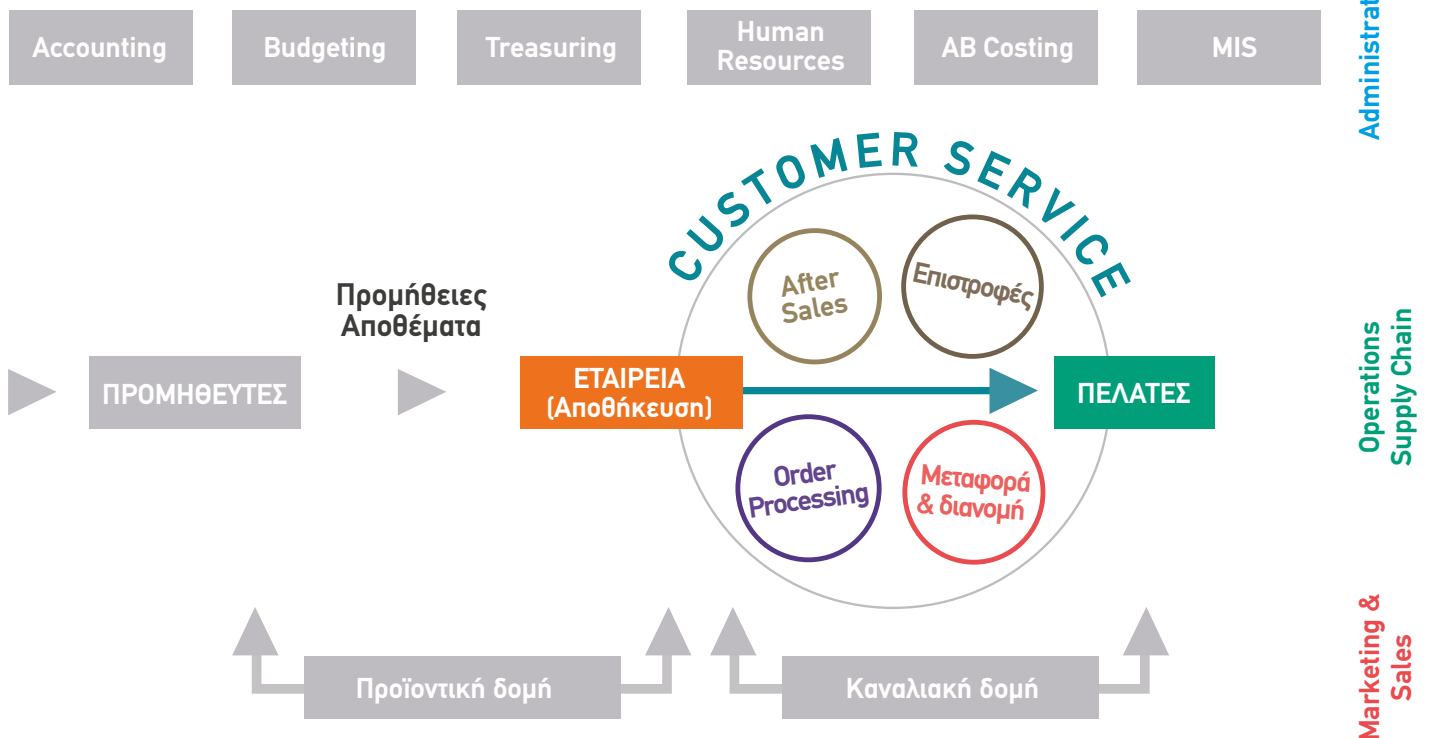 Accounting
Budgeting
Treasuring
Human
Resources
AB Costing
MIS
Administrat
CUSTOMER SERVICE
After
Sales
Επιστροφές
Προμήθειες
Αποθέματα
ΠΡΟΜΗΘΕΥΤΕΣ
ΕΤΑΙΡΕΙΑ
(Αποθήκευση)
ΠΕΛΑΤΕΣ
Operations
Supply Chain
Order
Processing
Μεταφορά
& διανομή
Προϊοντική δομή
Καναλιακή δομή
Marketing &
Sales